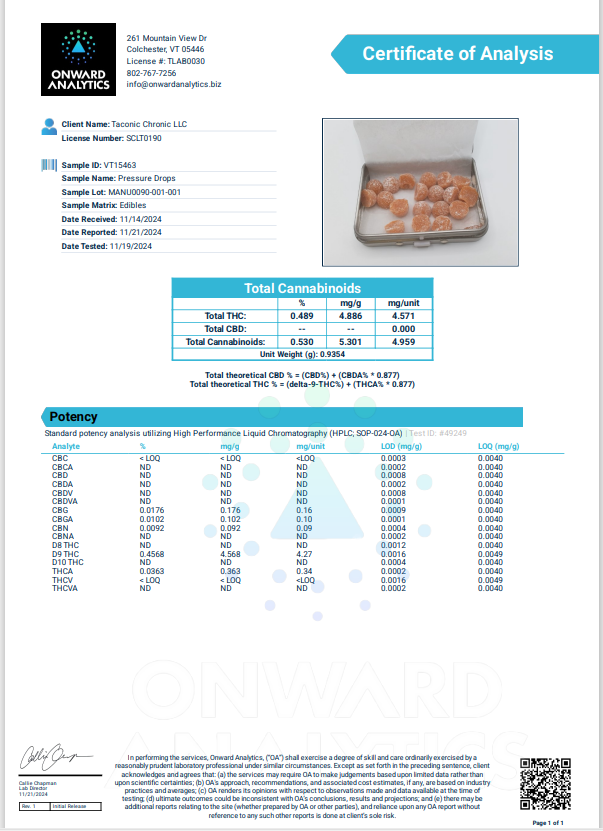 ONWARD
ANALYTICS
261 Mountain View Dr
Colchester, VT 05446
License #: TLAB0030
802-767-7256
info@onwardanalytics.biz
Certificate of Analysis
Client Name: Taconic Chronic LLC
License Number: SCLT0190
Sample ID: VT15463
Sample Name: Pressure Drops
Sample Lot: MANU0090-001-001
Sample Matrix: Edibles
Date Received: 11/14/2024
Date Reported: 11/21/2024
Date Tested: 11/19/2024
Total Cannabinoids
% mg/g mg/unit
Total THC: 0.489 4.886 4.571
Total CBD: -- -- 0.000
Total Cannabinoids: 0.530 5.301 4.959
Unit Weight (g): 0.9354
Total theoretical CBD % = (CBD%) + (CBDA% * 0.877)
Total theoretical THC % = (delta-9-THC%) + (THCA% * 0.877)
Potency
Standard potency analysis utilizing High Performance Liquid Chromatography (HPLC; SOP-024-OA) | Test ID: #49249
Analyte % mg/g mg/unit LOD (mg/g) LOQ (mg/g)
CBC < LOQ < LOQ <LOQ 0.0003 0.0040
CBCA ND ND ND 0.0002 0.0040
CBD ND ND ND 0.0008 0.0040
CBDA ND ND ND 0.0002 0.0040
CBDV ND ND ND 0.0008 0.0040
CBDVA ND ND ND 0.0001 0.0040
CBG 0.0176 0.176 0.16 0.0009 0.0040
CBGA 0.0102 0.102 0.10 0.0001 0.0040
CBN 0.0092 0.092 0.09 0.0004 0.0040
CBNA ND ND ND 0.0002 0.0040
D8 THC ND ND ND 0.0012 0.0040
D9 THC 0.4568 4.568 4.27 0.0016 0.0049
D10 THC ND ND ND 0.0004 0.0040
THCA 0.0363 0.363 0.34 0.0002 0.0040
THCV < LOQ < LOQ <LOQ 0.0016 0.0049
THCVA ND ND ND 0.0002 0.0040
ONWARD
ANALYTICS
Callie Chapman
Lab Director
11/21/2024
Rev. 1 Initial Release
In performing the services, Onward Analytics, ("OA") shall exercise a degree of skill and care ordinarily exercised by a
reasonably prudent laboratory professional under similar circumstances. Except as set forth in the preceding sentence, client
acknowledges and agrees that: (a) the services may require OA to make judgements based upon limited data rather than
upon scientific certainties; (b) OA's approach, recommendations, and associated cost estimates, if any, are based on industry
practices and averages; (c) OA renders its opinions with respect to observations made and data available at the time of
testing; (d) ultimate outcomes could be inconsistent with OA's conclusions, results and projections; and (e) there may be
additional reports relating to the site (whether prepared by OA or other parties), and reliance upon any OA report without
reference to any such other reports is done at client's sole risk.
Page 1 of 1